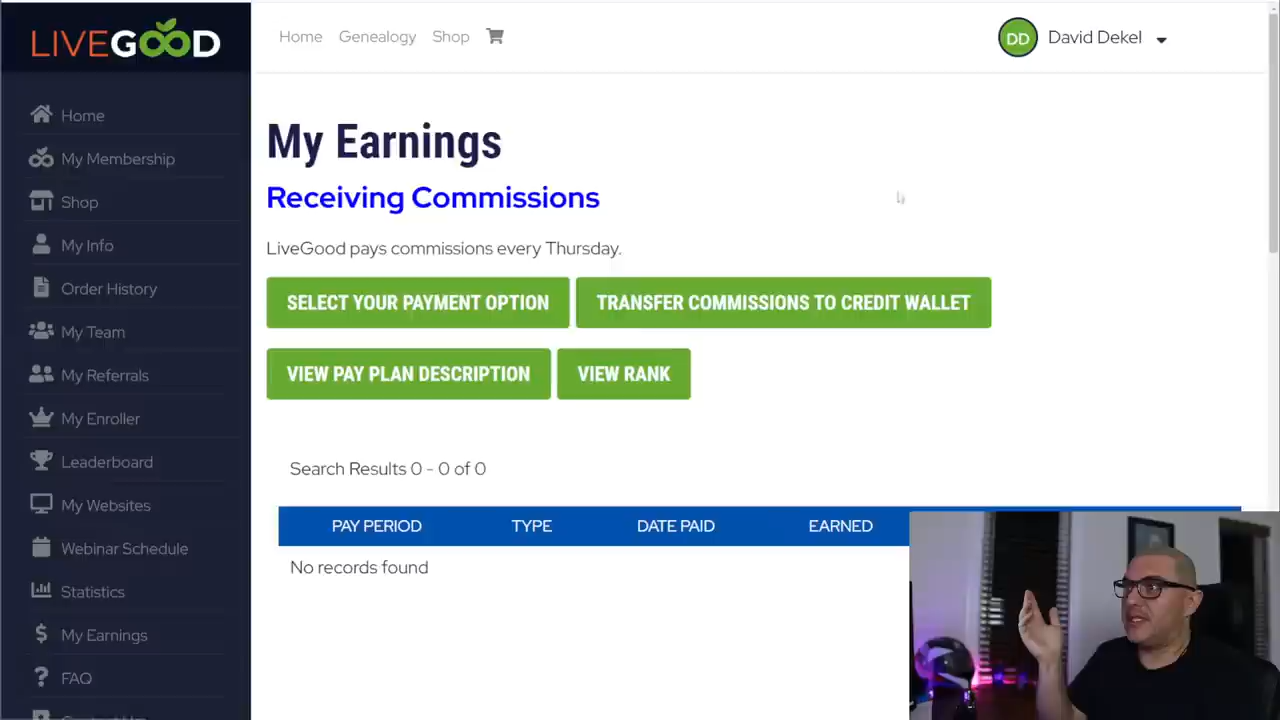 LIVEGOOD
Home
Genealogy
Shop
DD
David Dekel
Home
My Membership
Shop
My Info
Order History
My Team
My Referrals
My Enroller
Leaderboard
My Websites
Webinar Schedule
Statistics
My Earnings
FAQ
My Earnings
Receiving Commissions
LiveGood pays commissions every Thursday.
SELECT YOUR PAYMENT OPTION
TRANSFER COMMISSIONS TO CREDIT WALLET
VIEW PAY PLAN DESCRIPTION
VIEW RANK
Search Results 0 - 0 of 0
PAY PERIOD
TYPE
DATE PAID
EARNED
No records found